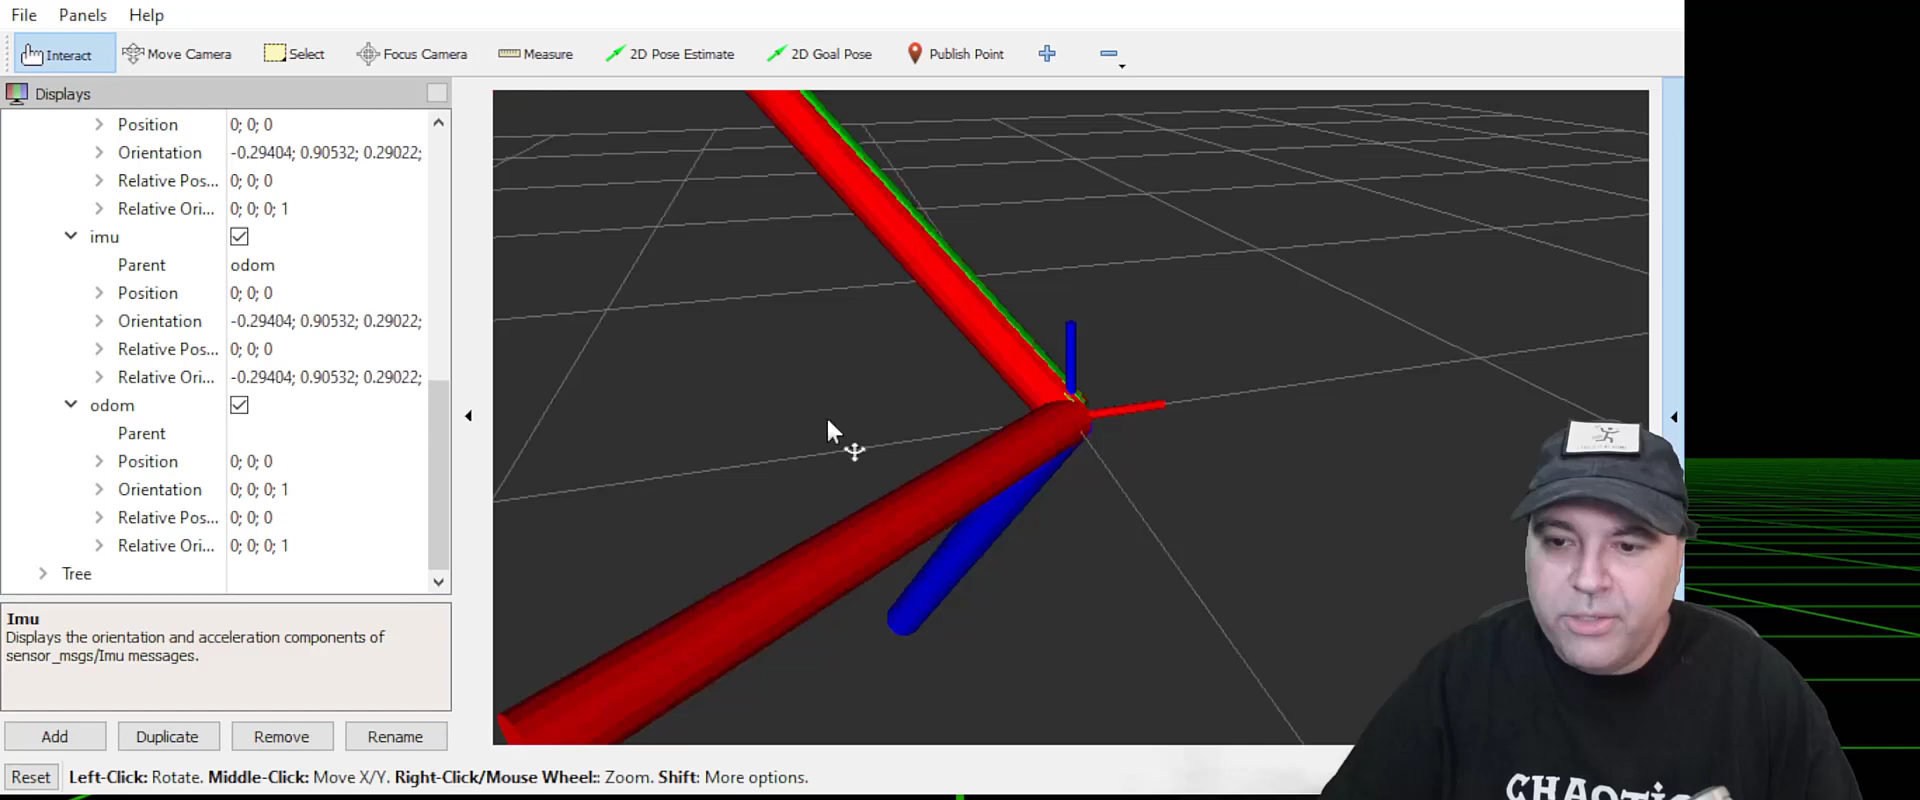 File Panels Help
Interact Move Camera Select Focus Camera Measure 2D Pose Estimate 2D Goal Pose Publish Point
Displays
Position 0; 0; 0
Orientation -0.29404; 0.90532; 0.29022;
Relative Pos... 0; 0; 0
Relative Ori... 0; 0; 0; 1
imu
Parent odom
Position 0; 0; 0
Orientation -0.29404; 0.90532; 0.29022;
Relative Pos... 0; 0; 0
Relative Ori... -0.29404; 0.90532; 0.29022;
odom
Parent
Position 0; 0; 0
Orientation 0; 0; 0; 1
Relative Pos... 0; 0; 0
Relative Ori... 0; 0; 0; 1
Tree
Imu
Displays the orientation and acceleration components of
sensor_msgs/Imu messages.
Add Duplicate Remove Rename
Reset Left-Click: Rotate. Middle-Click: Move X/Y. Right-Click/Mouse Wheel:: Zoom. Shift: More options.